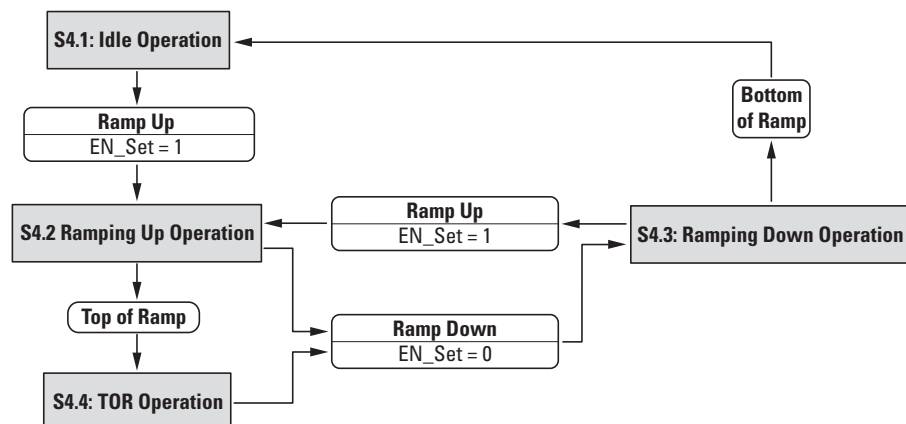 S4.1: Idle Operation
Ramp Up
EN_Set = 1
Bottom
of Ramp
S4.2 Ramping Up Operation
Ramp Up
EN_Set = 1
S4.3: Ramping Down Operation
Top of Ramp
Ramp Down
EN_Set = 0
S4.4: TOR Operation